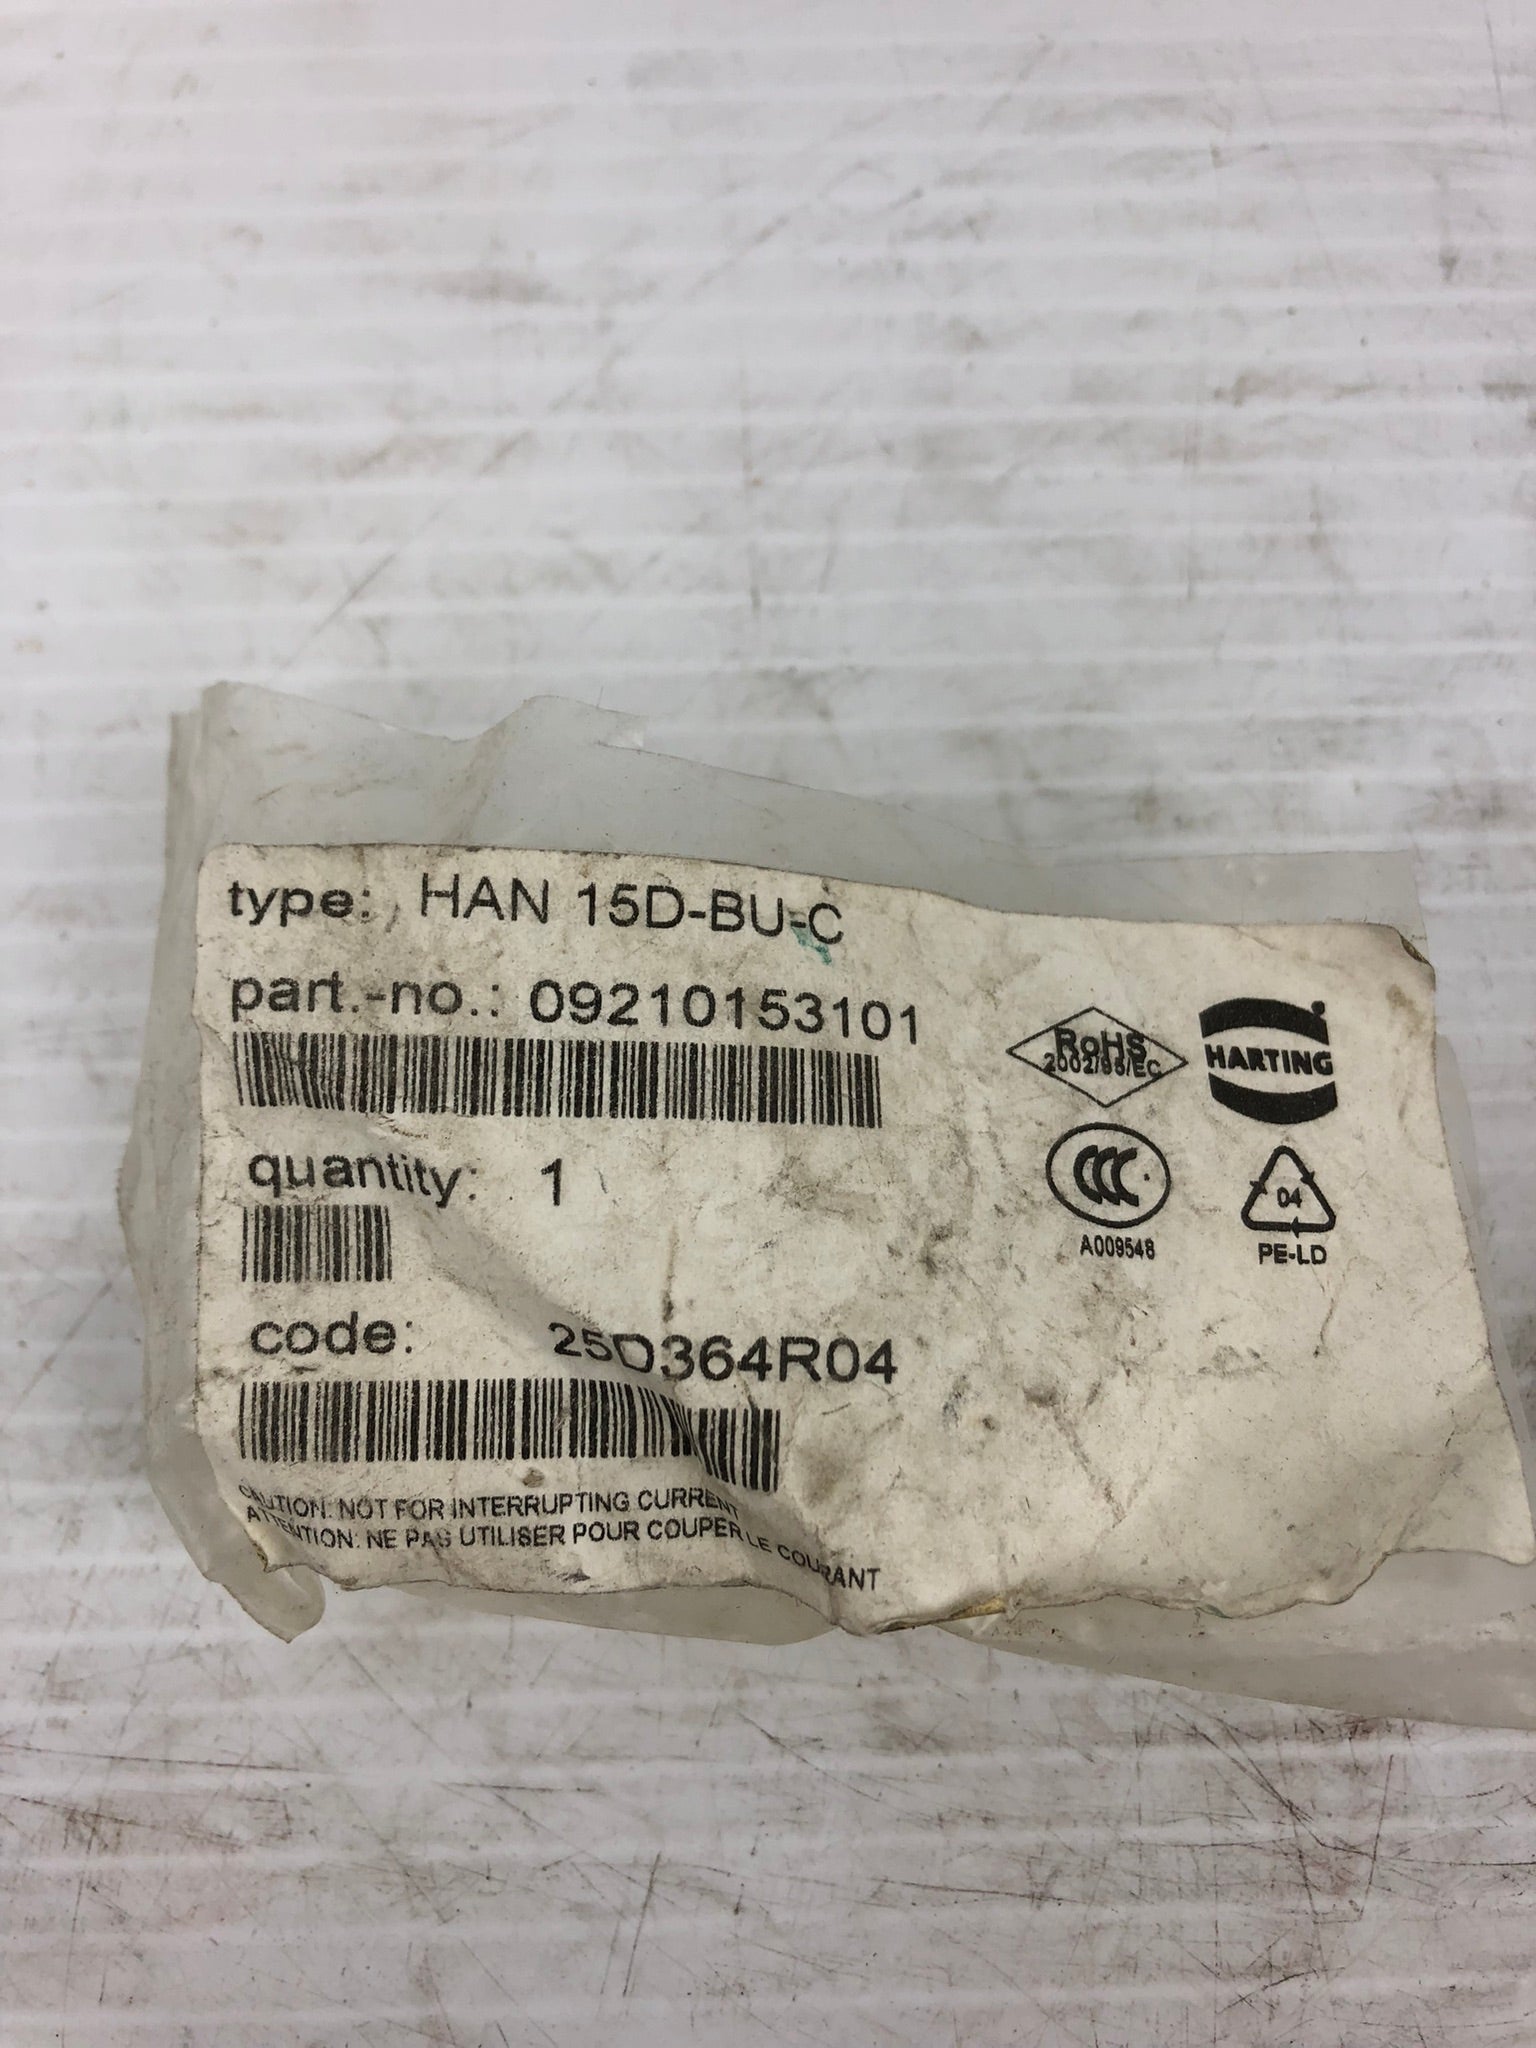 type: HAN 15D-BU-C
part.-no.: 09210153101
RoHS
2002/95/EC
HARTING
quantity: 1
CCC
A009548
04
PE-LD
code: 25D364R04
CAUTION: NOT FOR INTERRUPTING CURRENT
ATTENTION: NE PAS UTILISER POUR COUPER LE COURANT